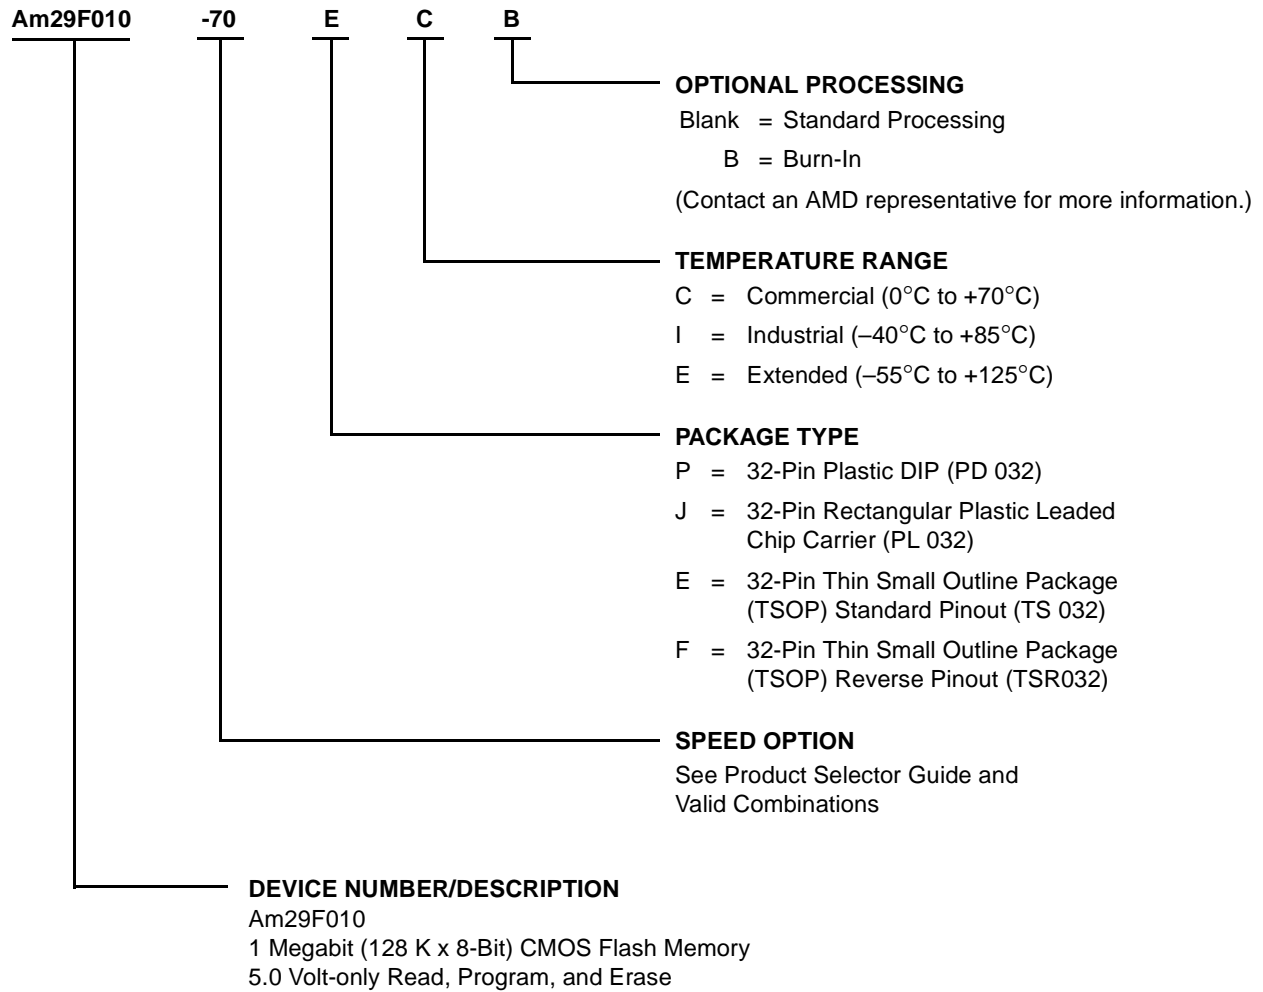 Am29F010 -70 E C B
OPTIONAL PROCESSING
Blank = Standard Processing
B = Burn-In
(Contact an AMD representative for more information.)
TEMPERATURE RANGE
C = Commercial (0°C to +70°C)
I = Industrial (–40°C to +85°C)
E = Extended (–55°C to +125°C)
PACKAGE TYPE
P = 32-Pin Plastic DIP (PD 032)
J = 32-Pin Rectangular Plastic Leaded
Chip Carrier (PL 032)
E = 32-Pin Thin Small Outline Package
(TSOP) Standard Pinout (TS 032)
F = 32-Pin Thin Small Outline Package
(TSOP) Reverse Pinout (TSR032)
SPEED OPTION
See Product Selector Guide and
Valid Combinations
DEVICE NUMBER/DESCRIPTION
Am29F010
1 Megabit (128 K x 8-Bit) CMOS Flash Memory
5.0 Volt-only Read, Program, and Erase